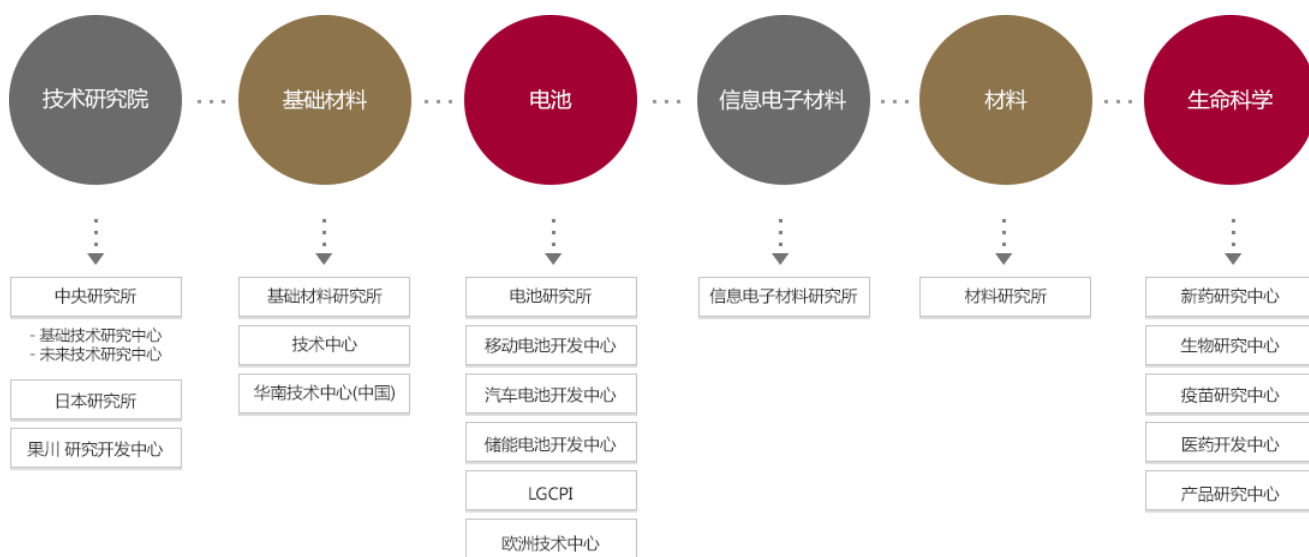 技术研究院
基础材料
电池
信息电子材料
材料
生命科学
中央研究所
- 基础技术研究中心
- 未来技术研究中心
日本研究所
果川 研究开发中心
基础材料研究所
技术中心
华南技术中心(中国)
电池研究所
移动电池开发中心
汽车电池开发中心
储能电池开发中心
LGCPI
欧洲技术中心
信息电子材料研究所
材料研究所
新药研究中心
生物研究中心
疫苗研究中心
医药开发中心
产品研究中心